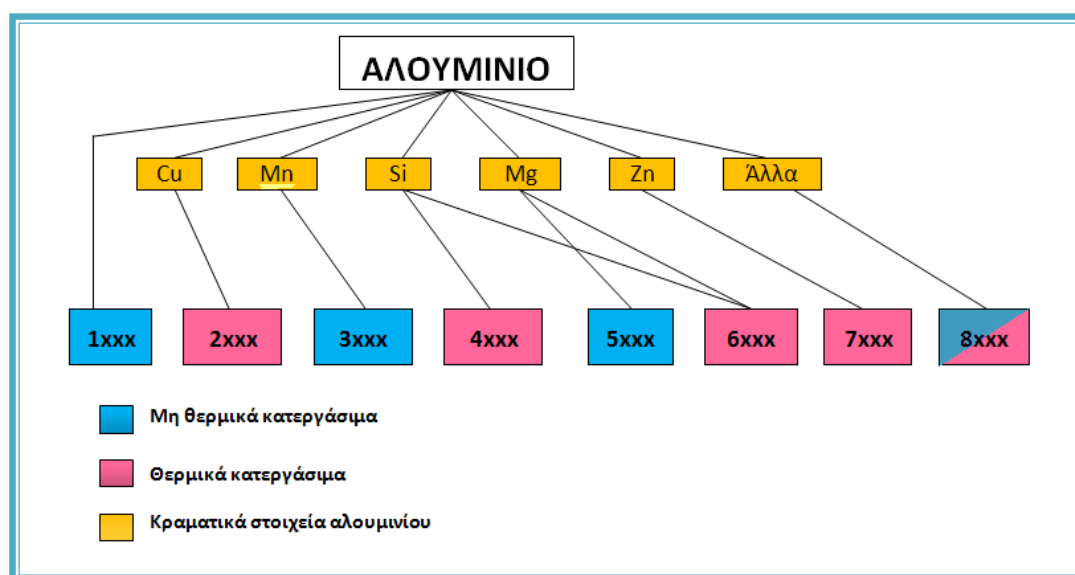 ΑΛΟΥΜΙΝΙΟ
Cu Mn Si Mg Zn Άλλα
1xxx 2xxx 3xxx 4xxx 5xxx 6xxx 7xxx 8xxx
Μη θερμικά κατεργάσιμα
Θερμικά κατεργάσιμα
Κραματικά στοιχεία αλουμινίου